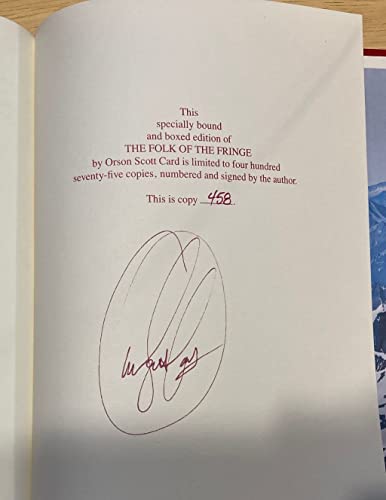 This
specially bound
and boxed edition of
THE FOLK OF THE FRINGE
by Orson Scott Card is limited to four hundred
seventy-five copies, numbered and signed by the author.
This is copy 458.